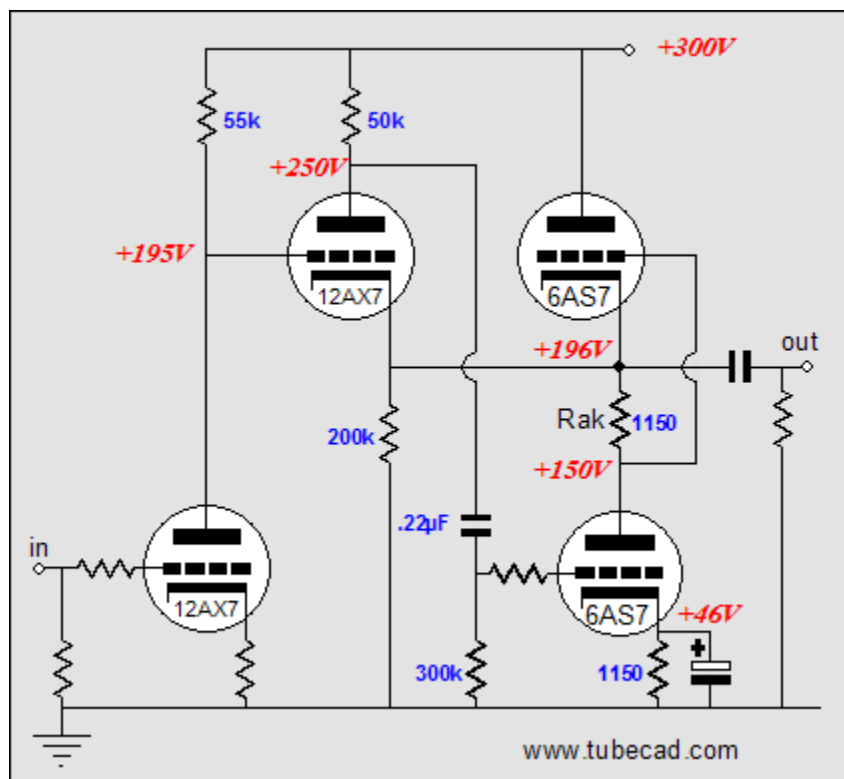 +300V
55k
50k
+250V
+195V
12AX7
6AS7
+196V
out
200k
Rak
1150
+150V
.22µF
in
12AX7
6AS7
+46V
+
300k
1150
www.tubecad.com